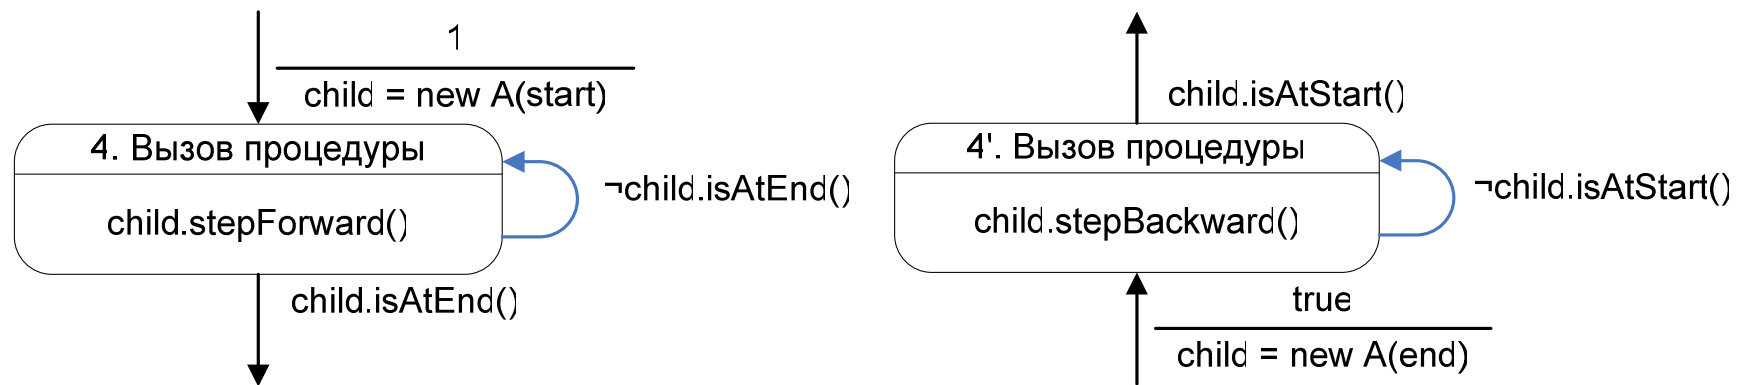 1
child = new A(start)
4. Вызов процедуры
child.stepForward()
¬child.isAtEnd()
child.isAtEnd()
child.isAtStart()
4'. Вызов процедуры
child.stepBackward()
¬child.isAtStart()
true
child = new A(end)